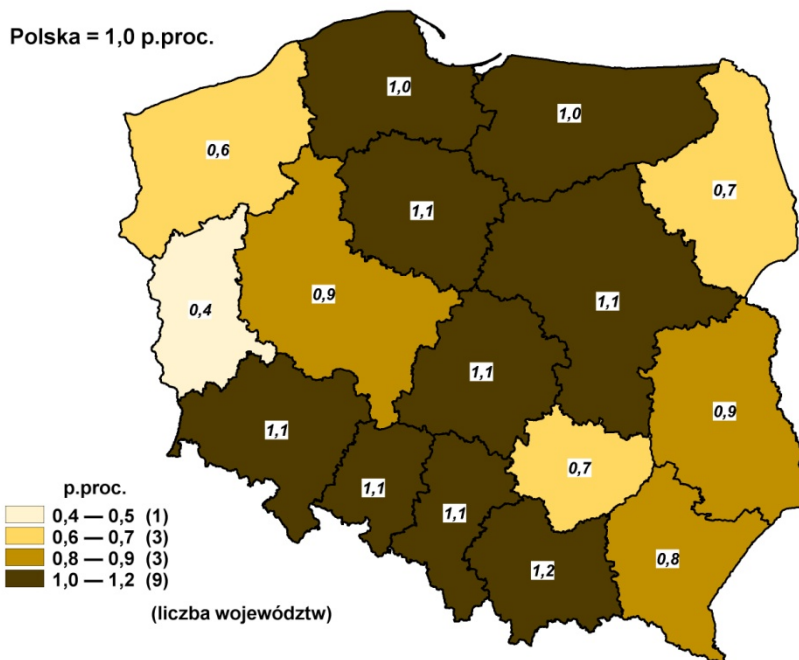 Polska = 1,0 p.proc.
1,0
1,0
0,6
0,7
1,1
0,9
1,1
0,4
1,1
0,9
1,1
0,7
1,1
1,1
0,8
1,2
p.proc.
0,4 — 0,5 (1)
0,6 — 0,7 (3)
0,8 — 0,9 (3)
1,0 — 1,2 (9)
(liczba województw)